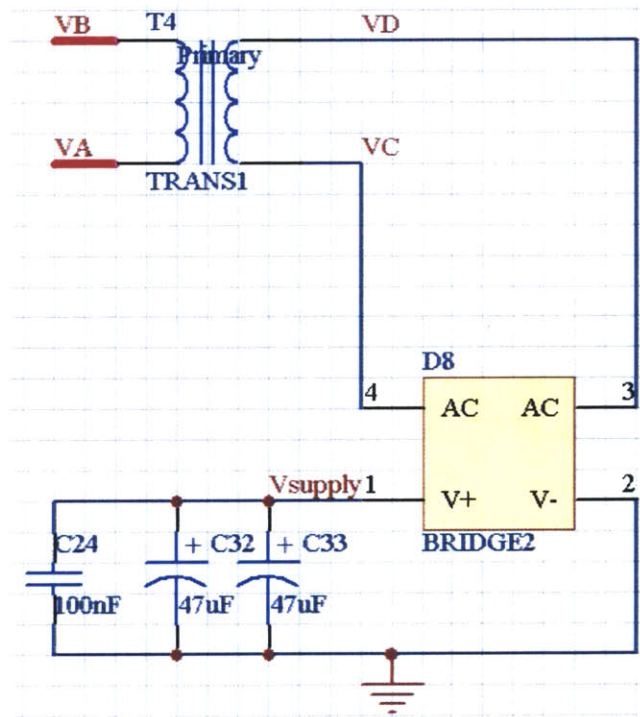 VB T4 VD
Primary
VA VC
TRANS1
D8
4 AC AC 3
Vsupply 1 V+ V- 2
C24 + C32 + C33 BRIDGE2
100nF 47uF 47uF